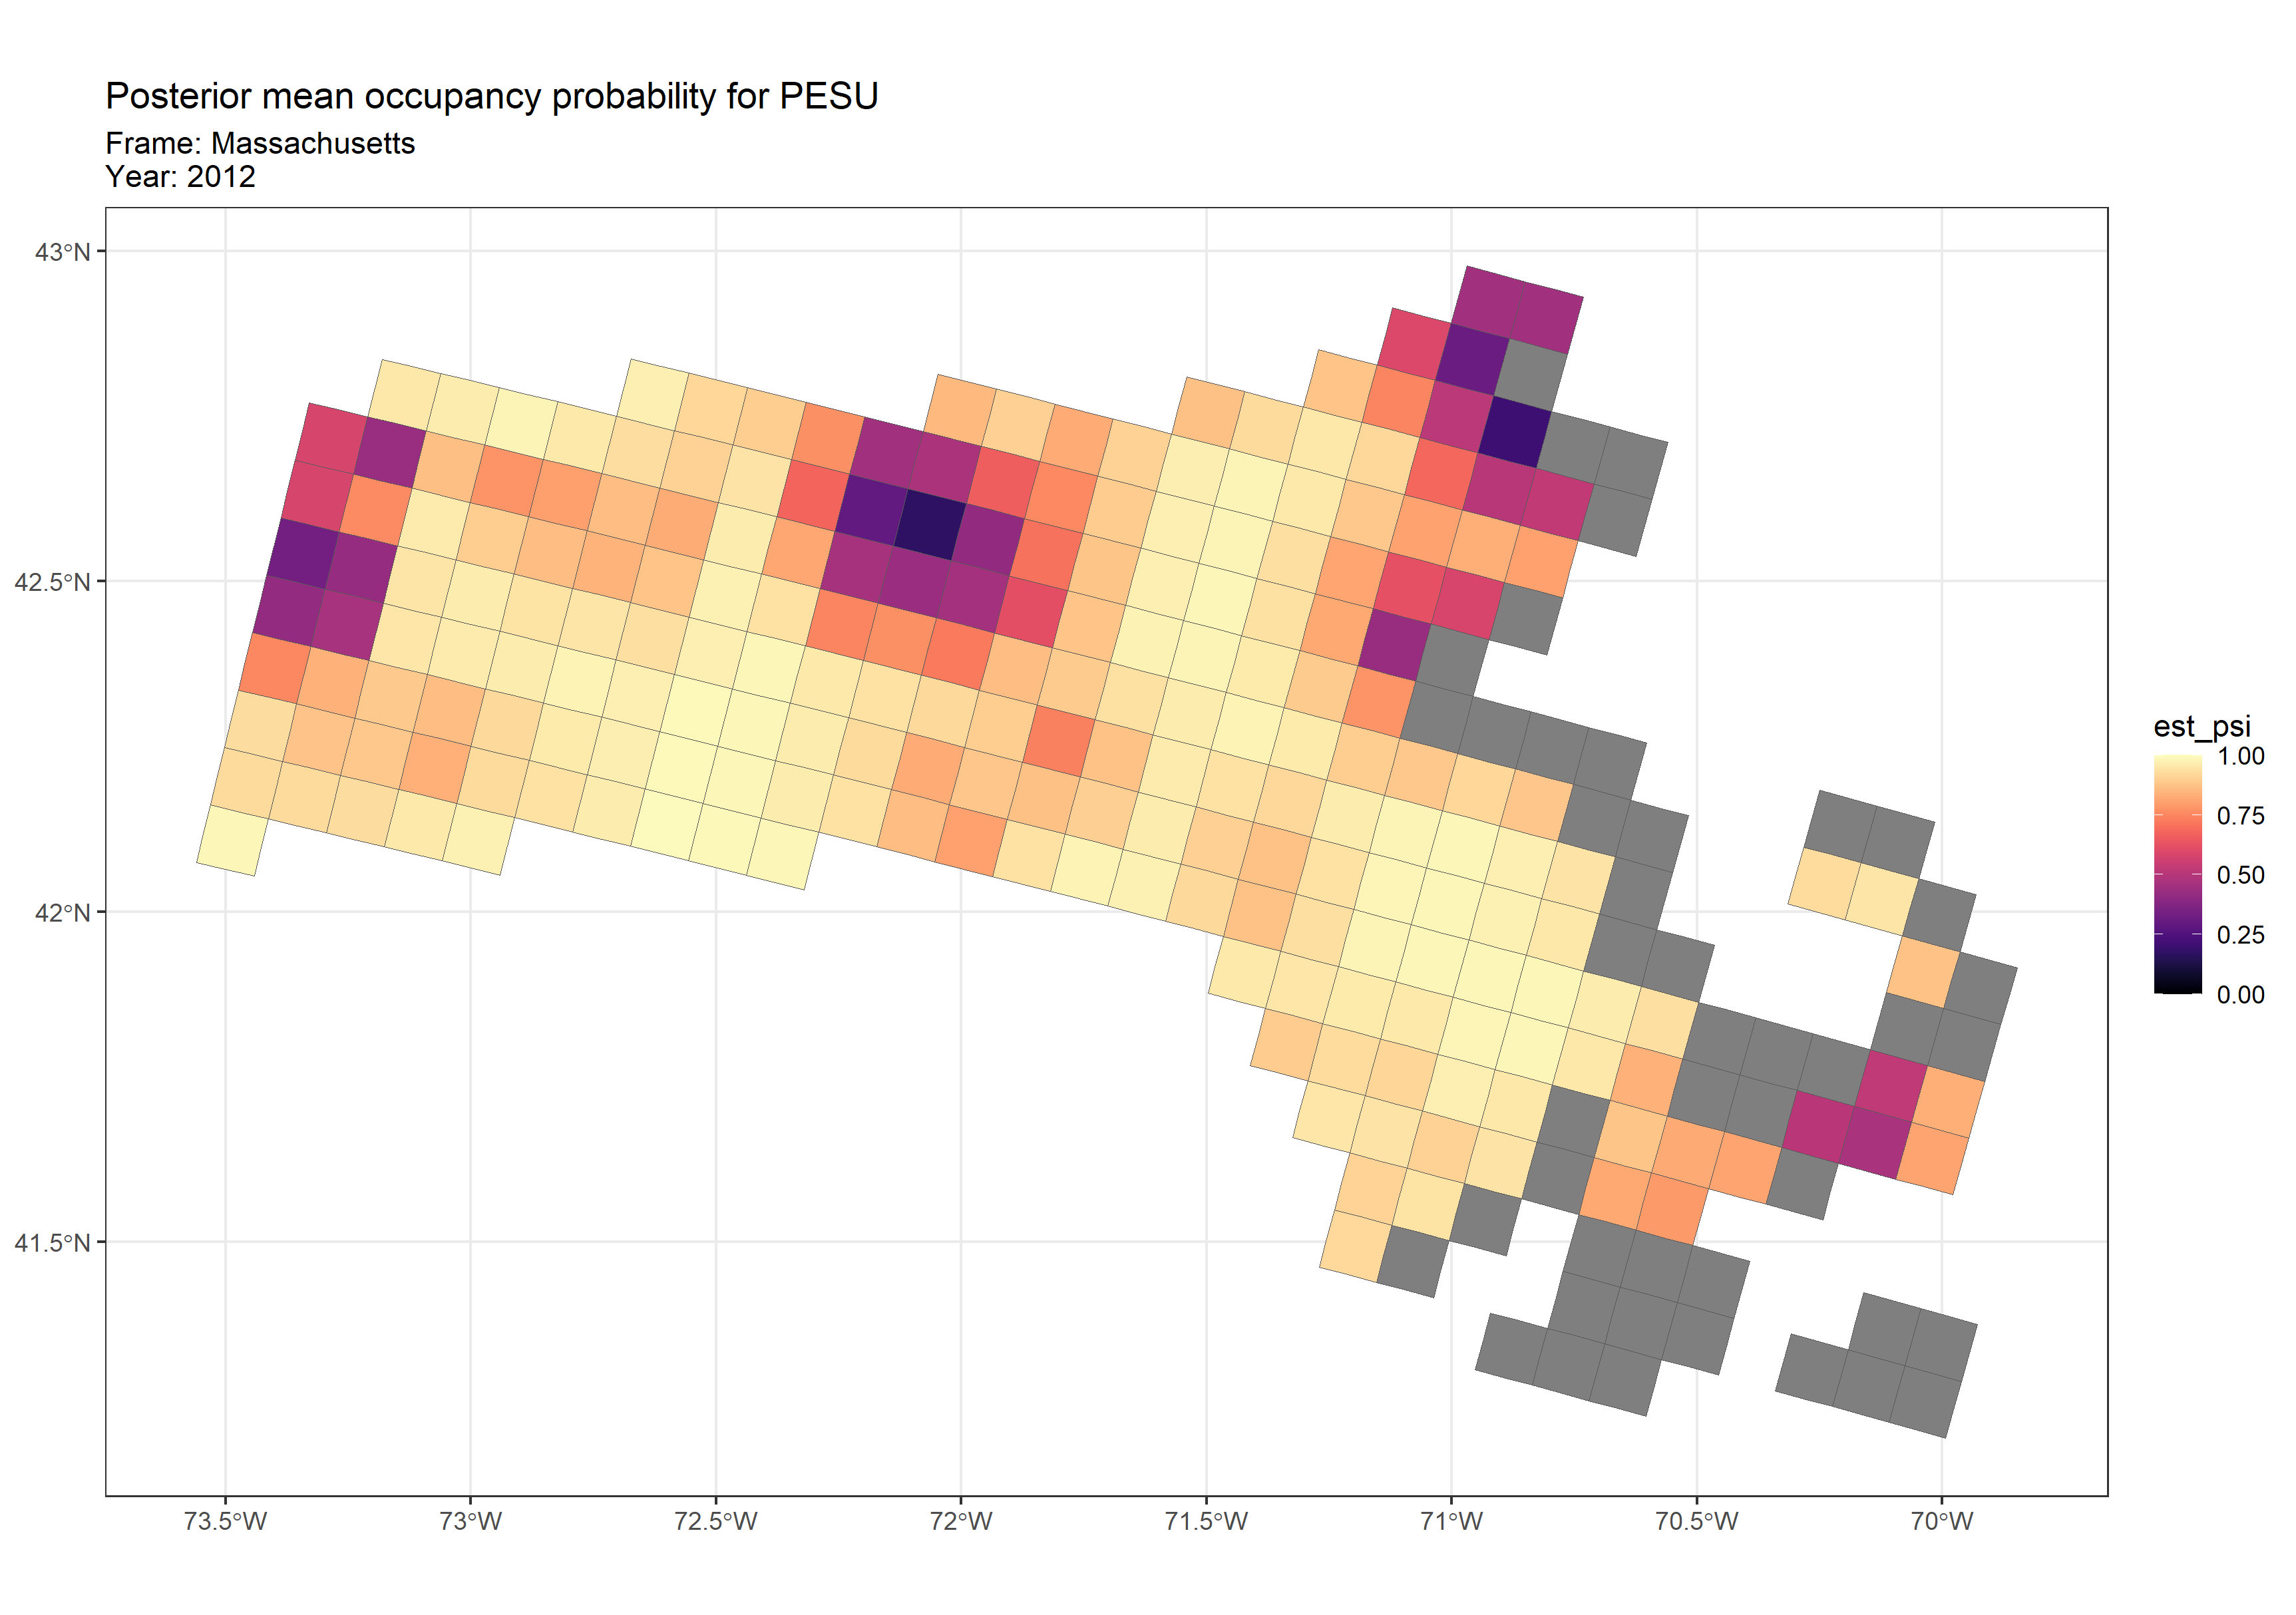 Posterior mean occupancy probability for PESU
Frame: Massachusetts
Year: 2012
43°N
42.5°N
42°N
41.5°N
73.5°W
73°W
72.5°W
72°W
71.5°W
71°W
70.5°W
70°W
est_psi
1.00
0.75
0.50
0.25
0.00